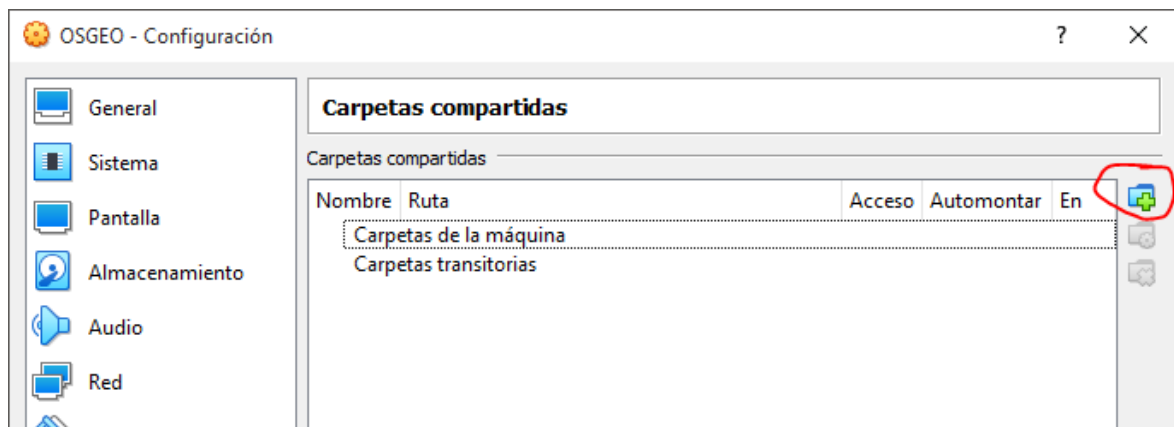 OSGEO - Configuración ?
General
Sistema
Pantalla
Almacenamiento
Audio
Red
Carpetas compartidas
Carpetas compartidas
Nombre Ruta Acceso Automontar En
Carpetas de la máquina
Carpetas transitorias